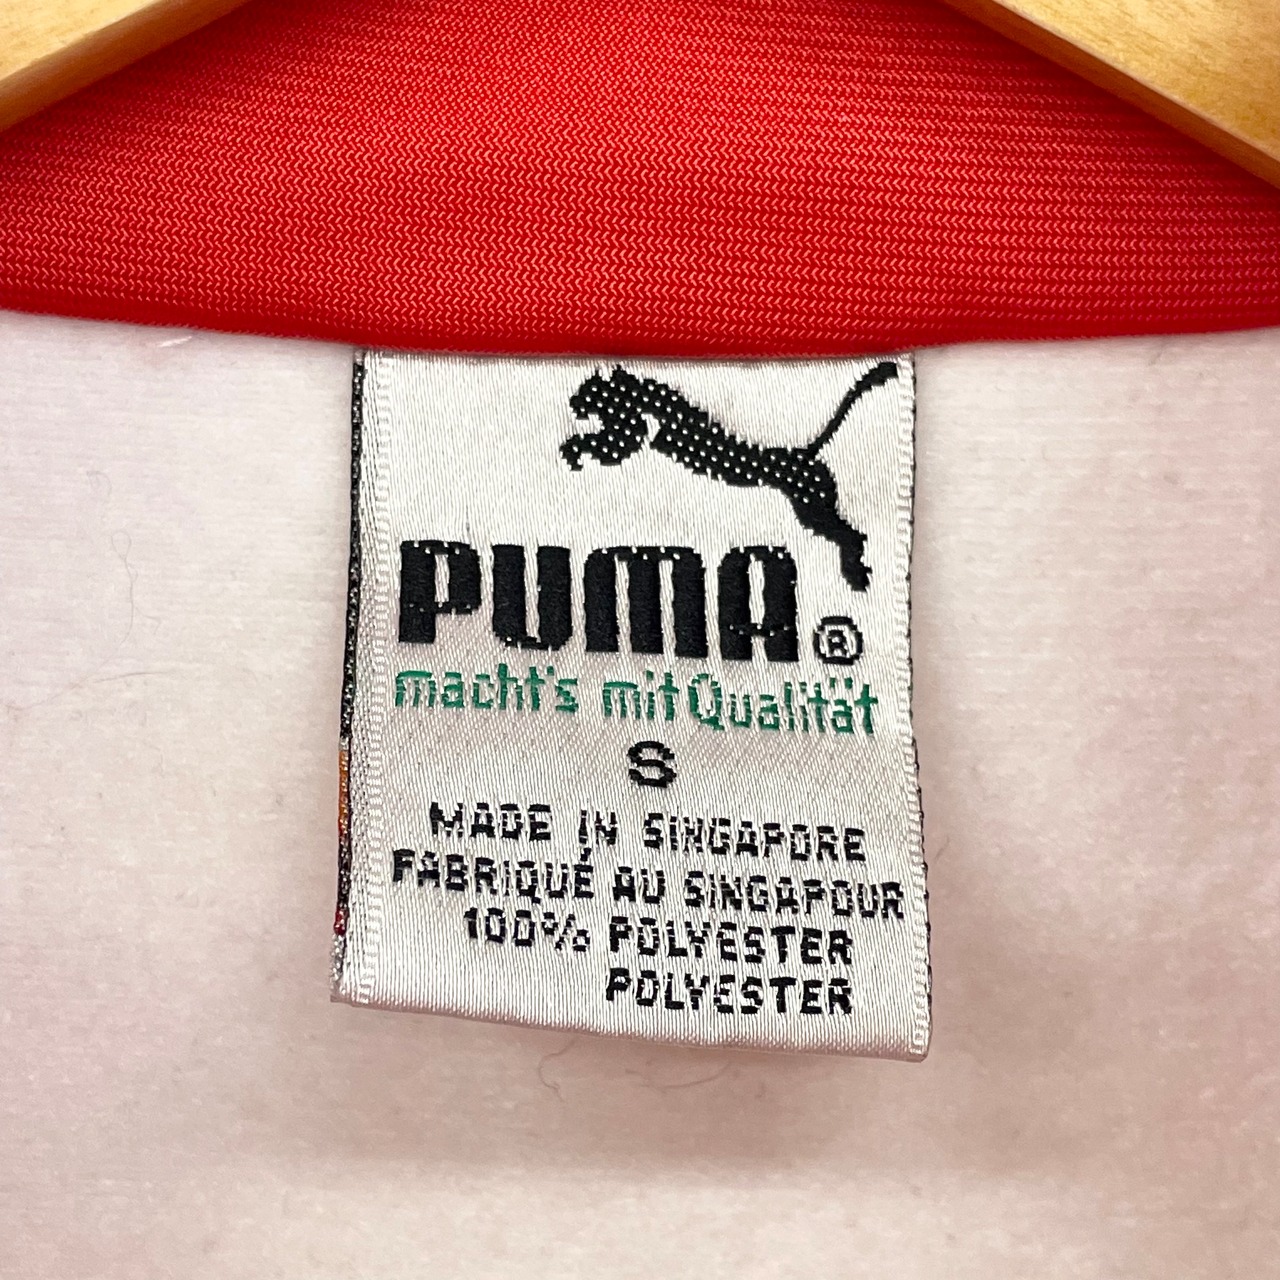 PUMA®
macht's mit Qualität
S
MADE IN SINGAPORE
FABRIQUÉ AU SINGAPOUR
100% POLYESTER
POLYESTER